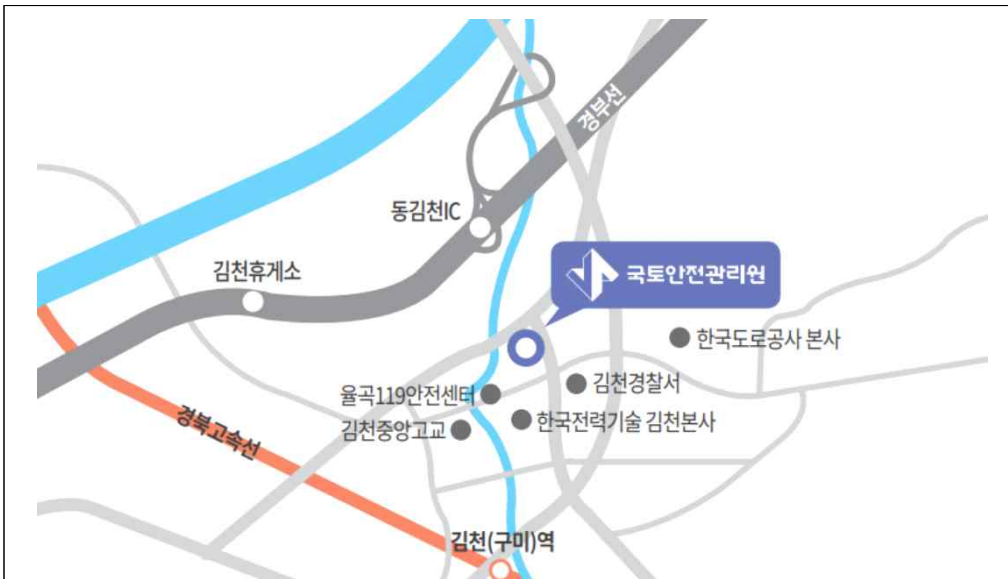 경부선
동김천IC
김천휴게소
국토안전관리원
한국도로공사 본사
율곡119안전센터
김천경찰서
김천중앙고교
한국전력기술 김천본사
경북고속선
김천(구미)역